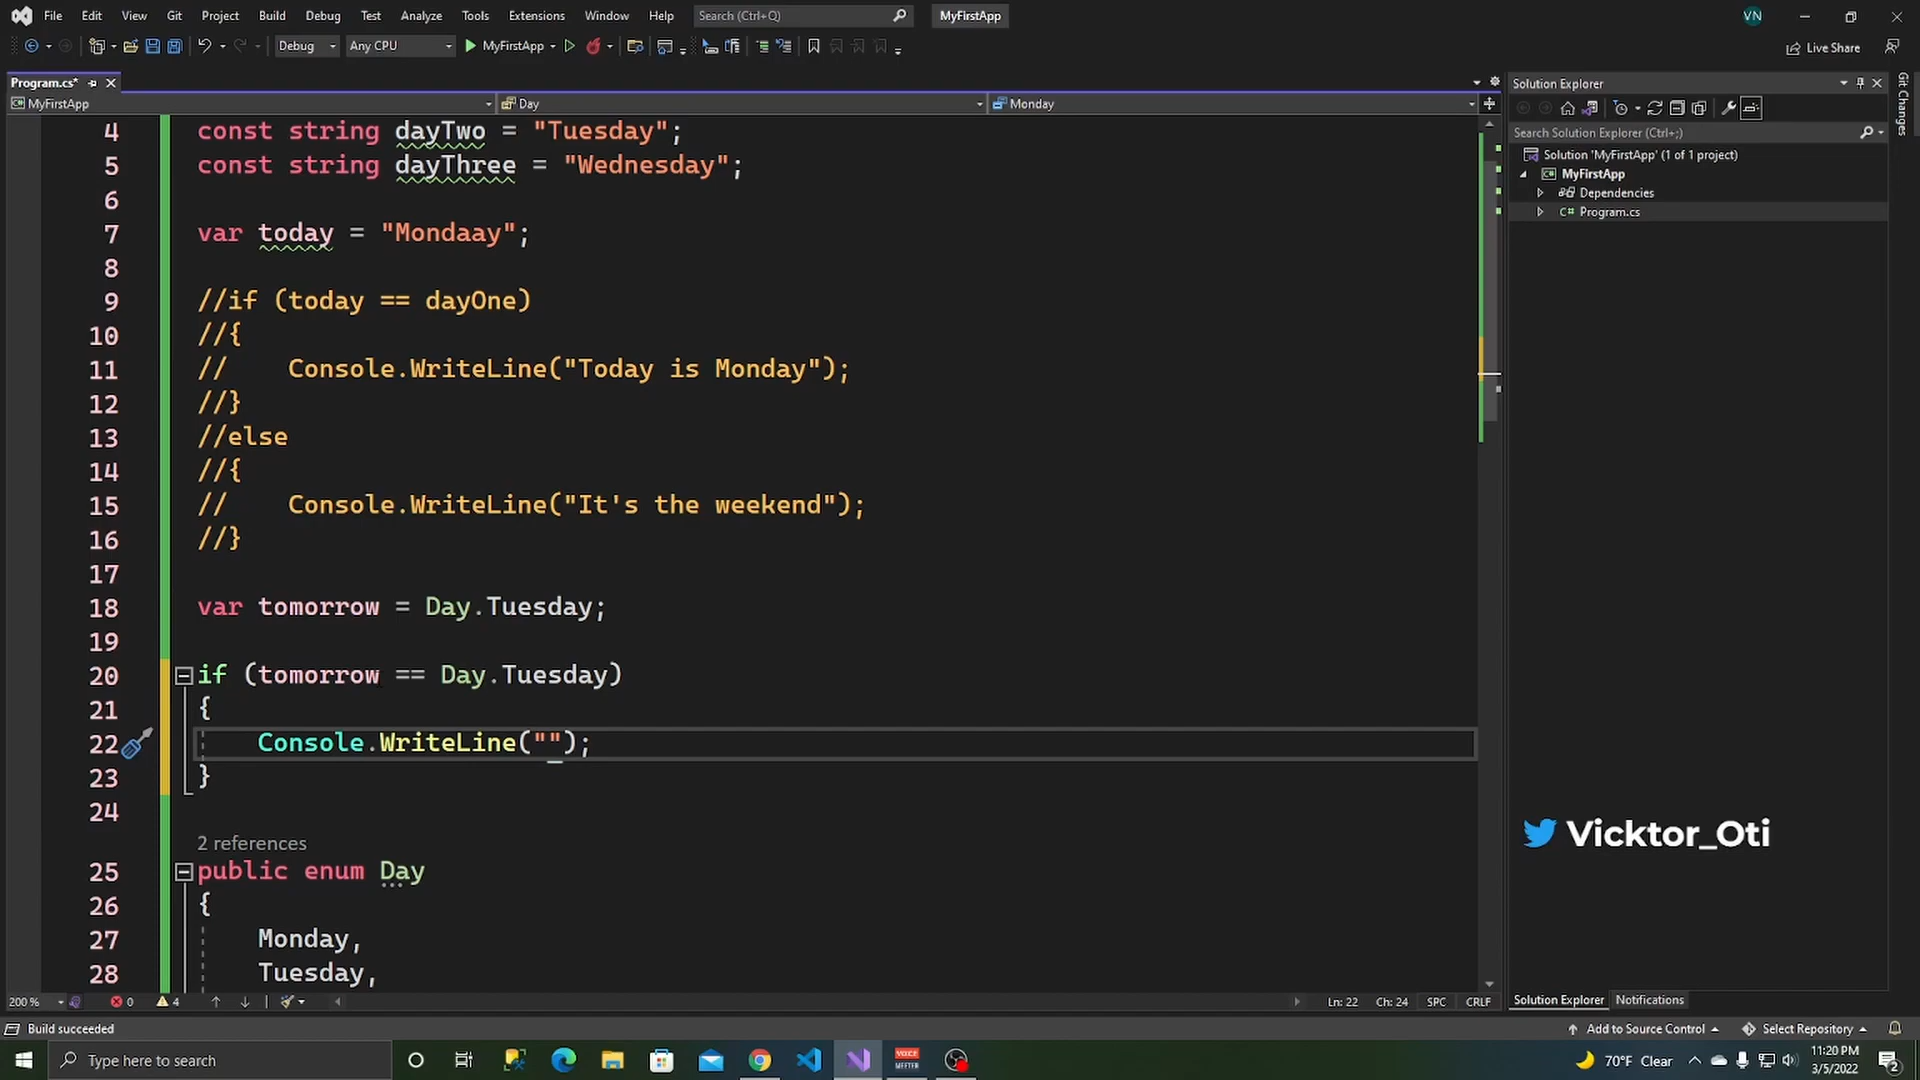 File Edit View Git Project Build Debug Test Analyze Tools Extensions Window Help Search (Ctrl+Q) MyFirstApp VN
Debug Any CPU MyFirstApp Live Share
Program.cs*
MyFirstApp Day Monday
4 const string dayTwo = "Tuesday";
5 const string dayThree = "Wednesday";
6
7 var today = "Mondaay";
8
9 //if (today == dayOne)
10 //{
11 //    Console.WriteLine("Today is Monday");
12 //}
13 //else
14 //{
15 //    Console.WriteLine("It's the weekend");
16 //}
17
18 var tomorrow = Day.Tuesday;
19
20 if (tomorrow == Day.Tuesday)
21 {
22     Console.WriteLine("");
23 }
24
2 references
25 public enum Day
26 {
27     Monday,
28     Tuesday,
200 % 0 4 Ln: 22 Ch: 24 SPC CRLF
Solution Explorer
Search Solution Explorer (Ctrl+;)
Solution 'MyFirstApp' (1 of 1 project)
MyFirstApp
Dependencies
C# Program.cs
Git Changes
Vicktor_Oti
Solution Explorer Notifications
Build succeeded Add to Source Control Select Repository
Type here to search VOICE MEETER 70°F Clear 11:20 PM
3/5/2022 2